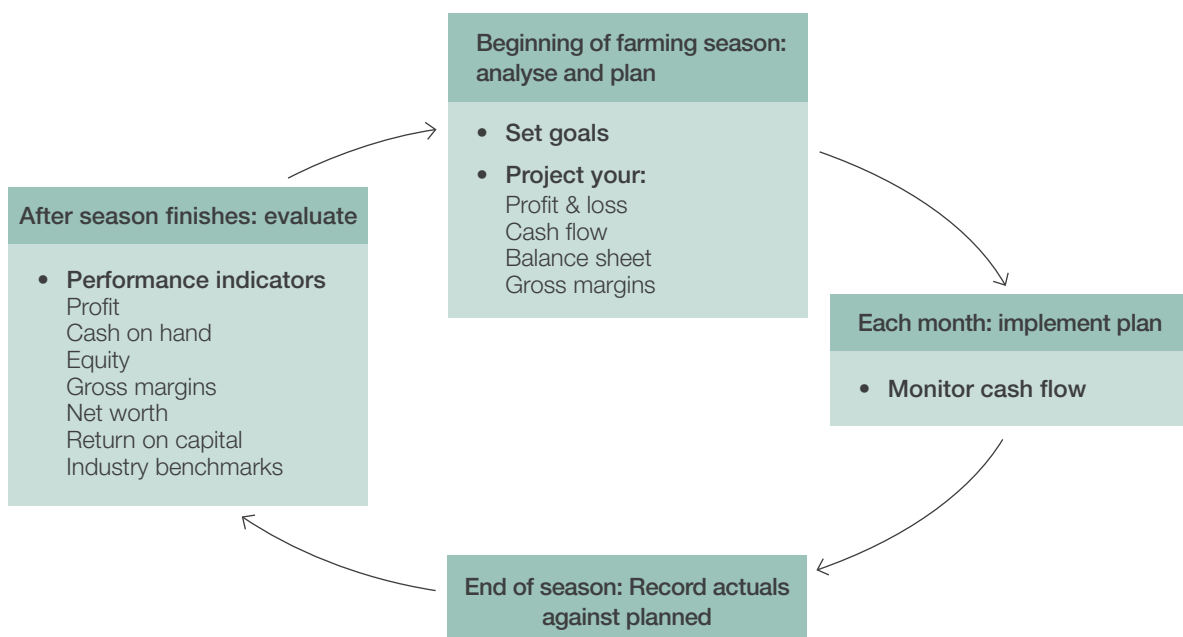 Beginning of farming season:
analyse and plan
• Set goals
• Project your:
Profit & loss
Cash flow
Balance sheet
Gross margins
Each month: implement plan
• Monitor cash flow
End of season: Record actuals
against planned
After season finishes: evaluate
• Performance indicators
Profit
Cash on hand
Equity
Gross margins
Net worth
Return on capital
Industry benchmarks